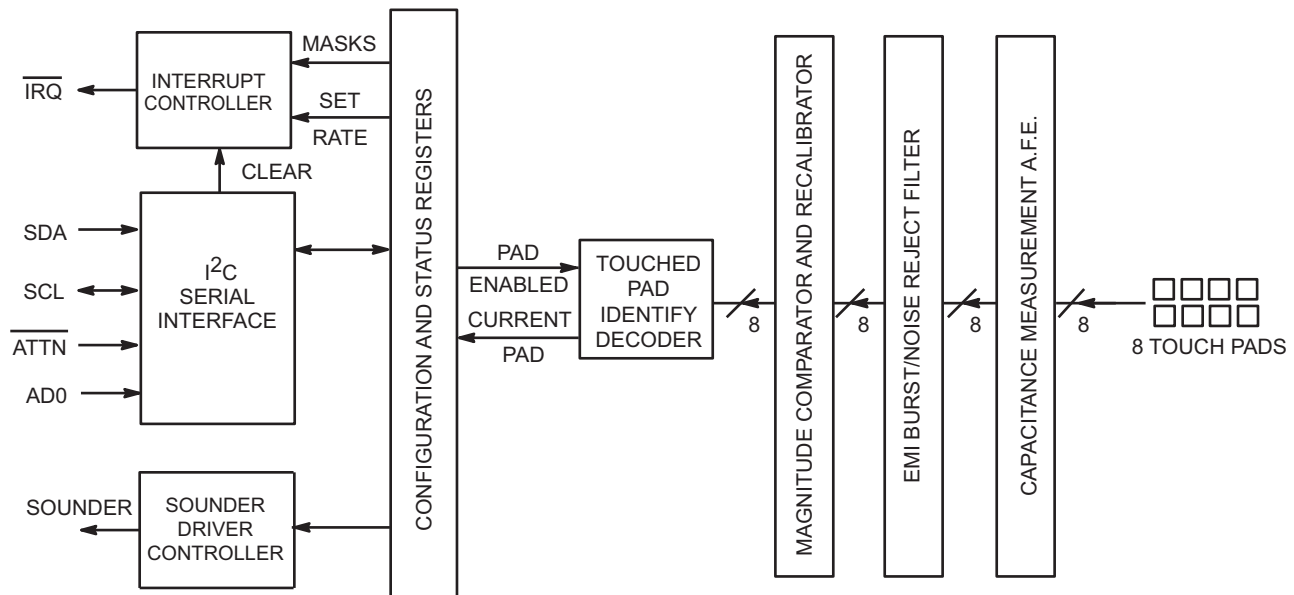 IRQ
INTERRUPT
CONTROLLER
MASKS
SET
RATE
CLEAR
SDA
SCL
ATTN
AD0
I2C
SERIAL
INTERFACE
SOUNDER
SOUNDER
DRIVER
CONTROLLER
CONFIGURATION AND STATUS REGISTERS
PAD
ENABLED
CURRENT
PAD
TOUCHED
PAD
IDENTIFY
DECODER
8
MAGNITUDE COMPARATOR AND RECALIBRATOR
8
EMI BURST/NOISE REJECT FILTER
8
CAPACITANCE MEASUREMENT A.F.E.
8
8 TOUCH PADS